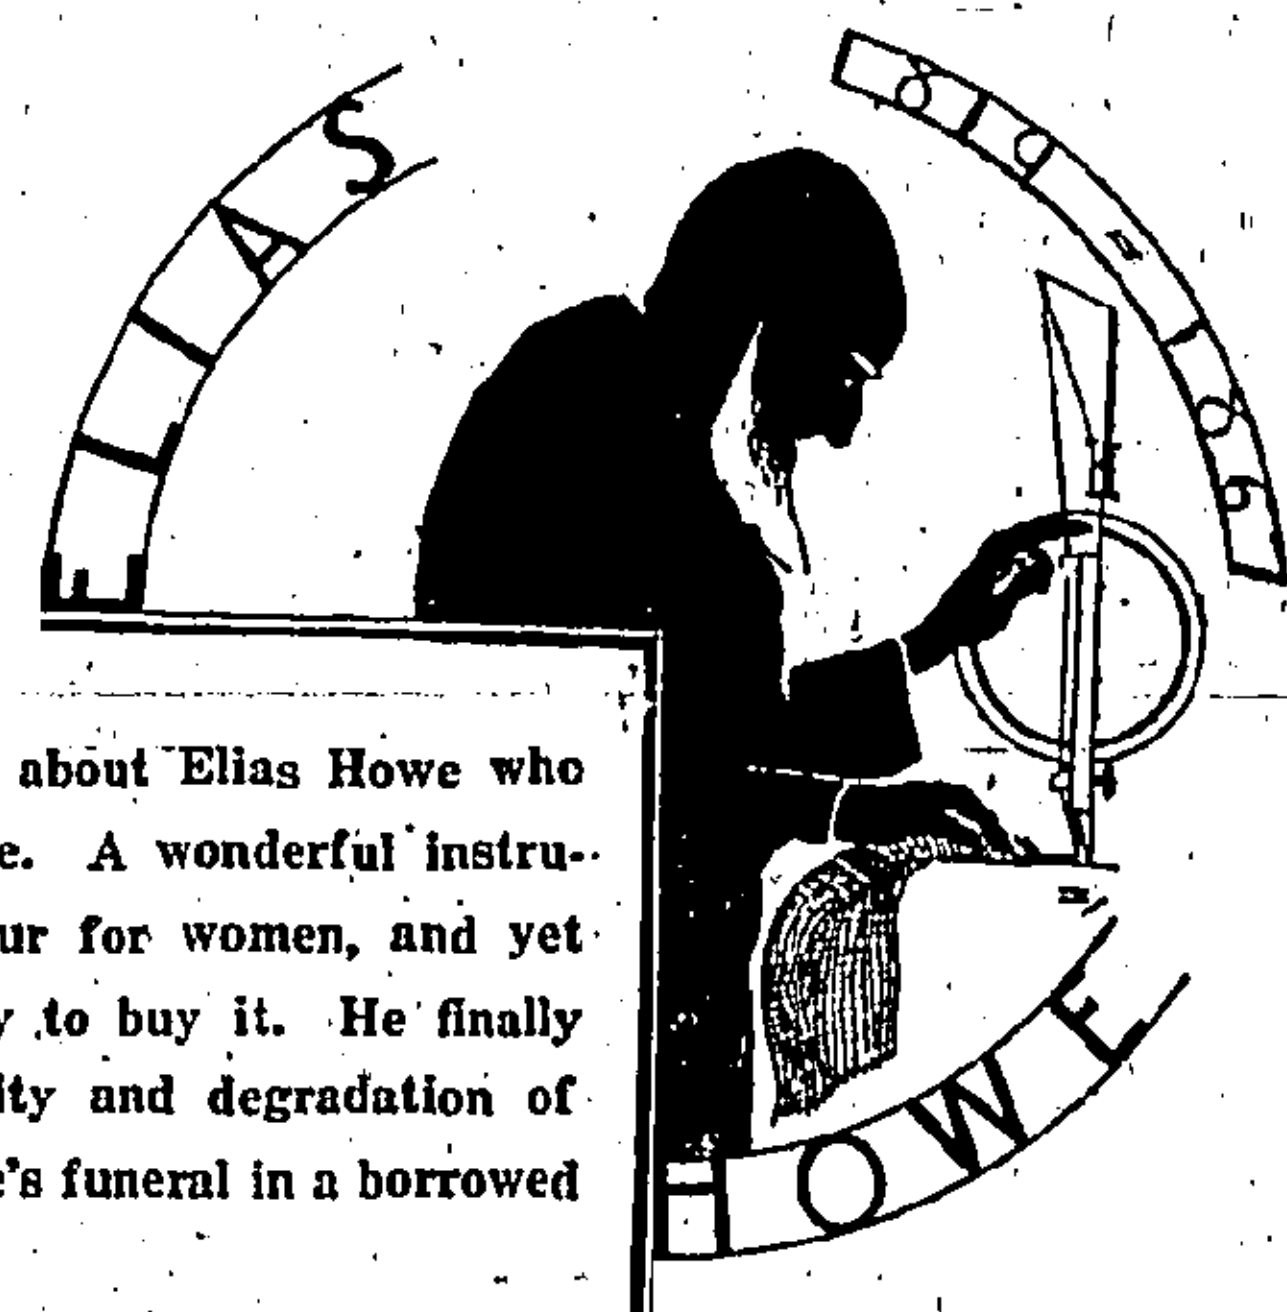 ELIAS
1819 - 1867
about Elias Howe who
e. A wonderful instru-
ur for women, and yet
y to buy it. He finally
ity and degradation of
e's funeral in a borrowed
HOWE